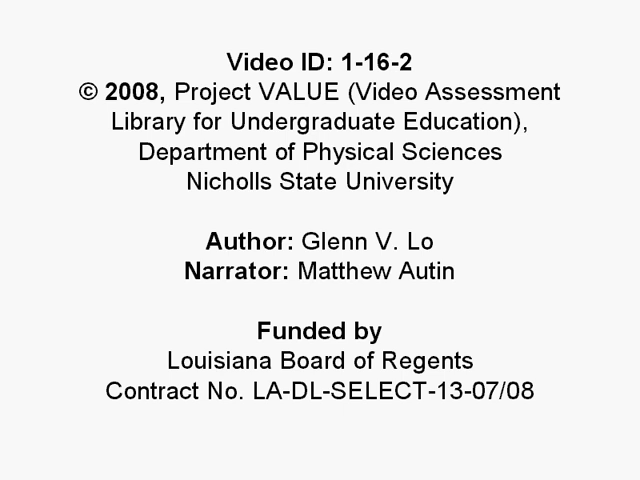 Video ID: 1-16-2
© 2008, Project VALUE (Video Assessment
Library for Undergraduate Education),
Department of Physical Sciences
Nicholls State University
Author: Glenn V. Lo
Narrator: Matthew Autin
Funded by
Louisiana Board of Regents
Contract No. LA-DL-SELECT-13-07/08